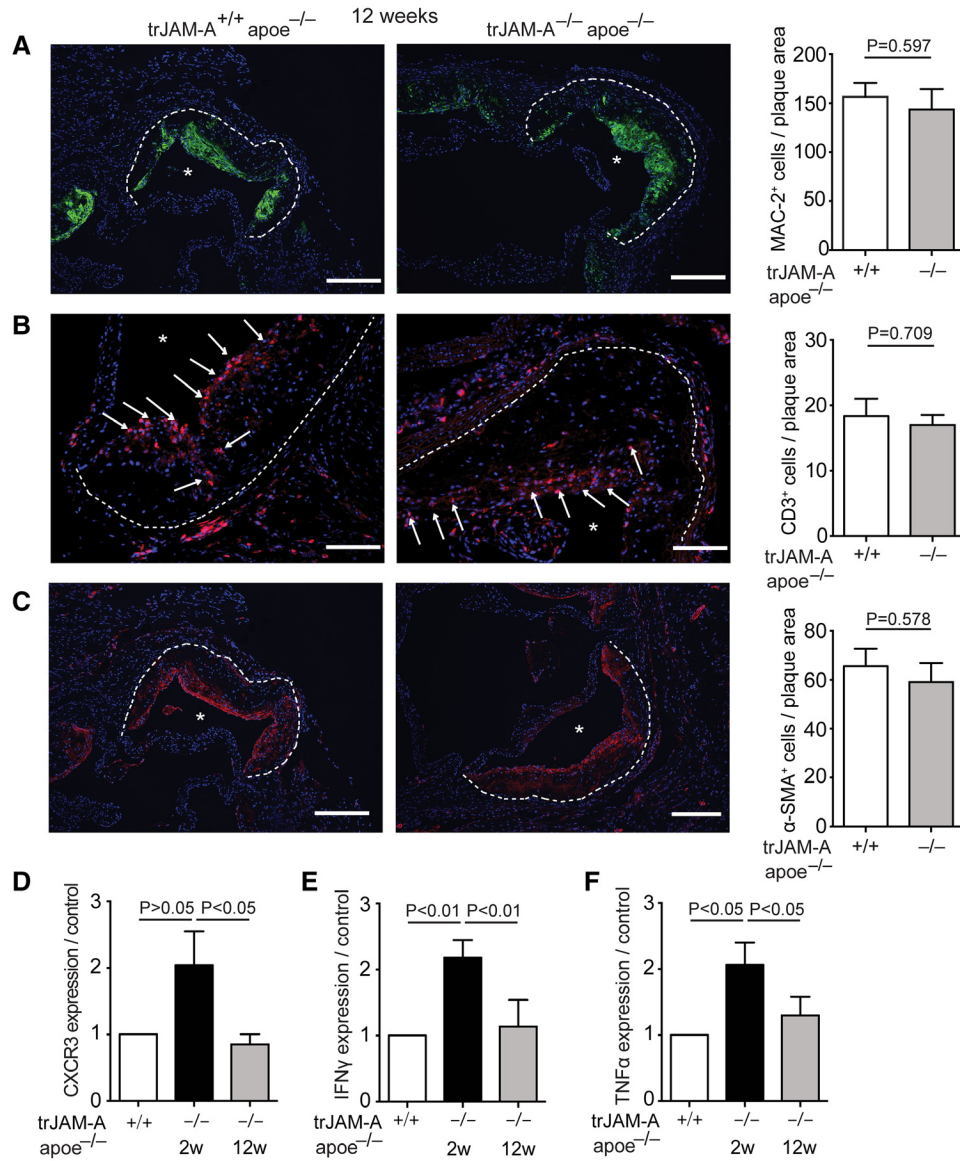 12 weeks
trJAM-A+/+ apoe−/−
trJAM-A−/− apoe−/−
A
*
*
P=0.597
MAC-2+ cells / plaque area
200
150
100
50
0
trJAM-A +/+ −/−
apoe−/−
B
*
*
P=0.709
CD3+ cells / plaque area
30
20
10
0
trJAM-A +/+ −/−
apoe−/−
C
*
*
P=0.578
α-SMA+ cells / plaque area
80
60
40
20
0
trJAM-A +/+ −/−
apoe−/−
D
P>0.05 P<0.05
CXCR3 expression / control
3
2
1
0
trJAM-A +/+ −/− −/−
apoe−/− 2w 12w
E
P<0.01 P<0.01
IFNγ expression / control
3
2
1
0
trJAM-A +/+ −/− −/−
apoe−/− 2w 12w
F
P<0.05 P<0.05
TNFα expression / control
3
2
1
0
trJAM-A +/+ −/− −/−
apoe−/− 2w 12w